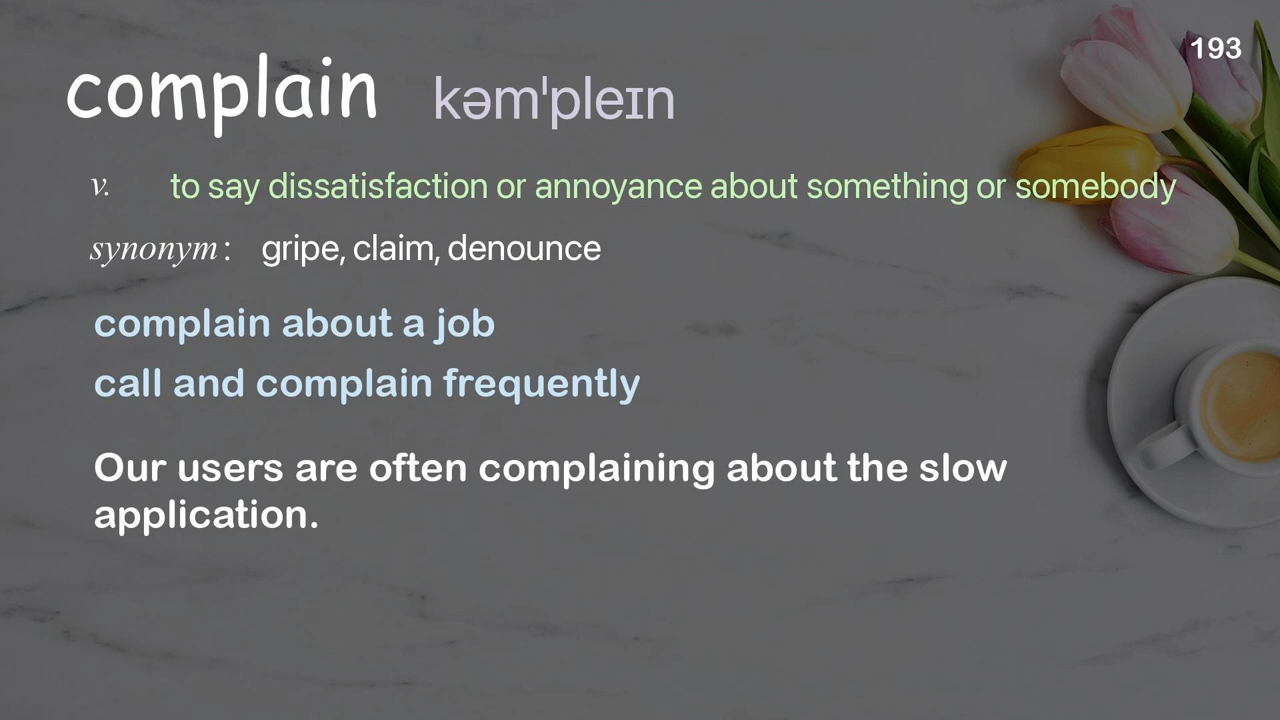 193
complain kəmˈpleɪn
v. to say dissatisfaction or annoyance about something or somebody
synonym : gripe, claim, denounce
complain about a job
call and complain frequently
Our users are often complaining about the slow
application.